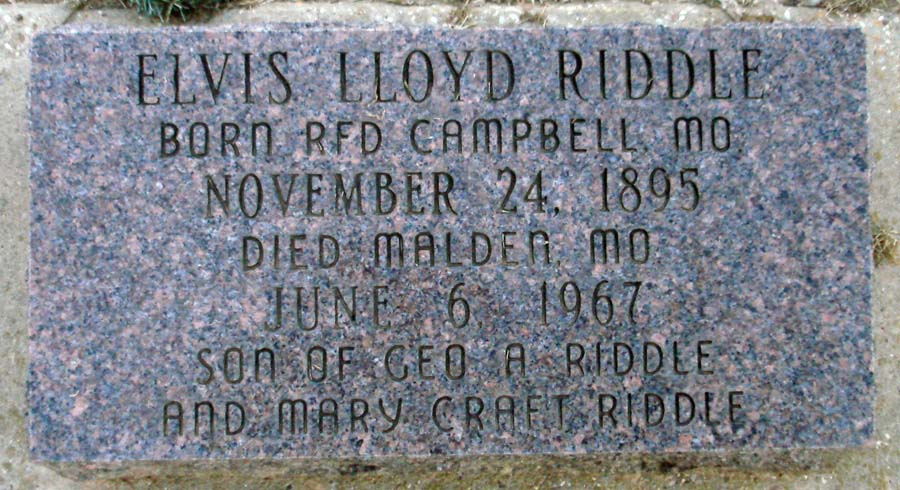 ELVIS LLOYD RIDDLE
BORN RFD CAMPBELL, MO
NOVEMBER 24, 1895
DIED MALDEN, MO
JUNE 6, 1967
SON OF GEO A RIDDLE
AND MARY CRAFT RIDDLE